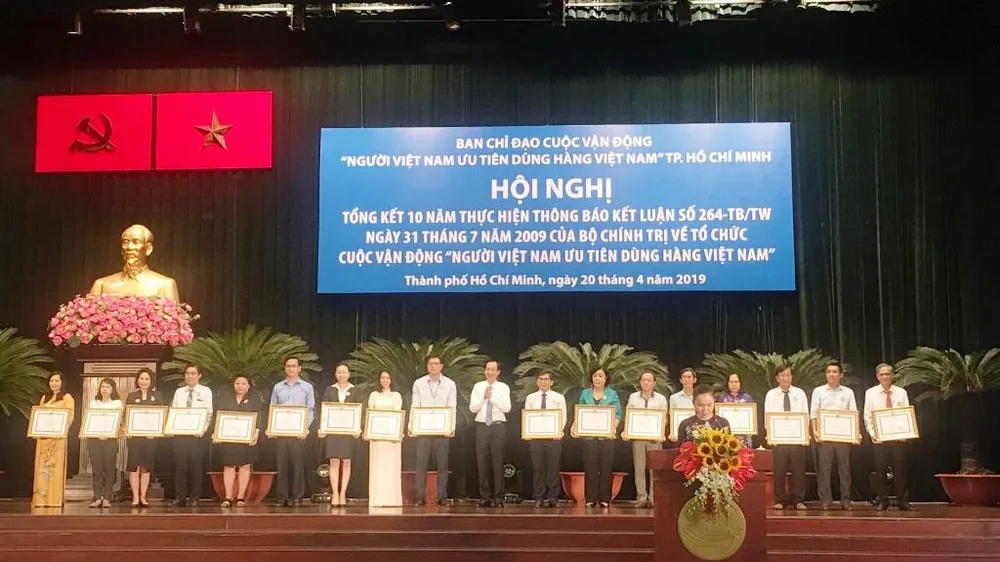 BAN CHỈ ĐẠO CUỘC VẬN ĐỘNG
"NGƯỜI VIỆT NAM ƯU TIÊN DÙNG HÀNG VIỆT NAM" TP. HỒ CHÍ MINH
HỘI NGHỊ
TỔNG KẾT 10 NĂM THỰC HIỆN THÔNG BÁO KẾT LUẬN SỐ 264-TB/TW
NGÀY 31 THÁNG 7 NĂM 2009 CỦA BỘ CHÍNH TRỊ VỀ TỔ CHỨC
CUỘC VẬN ĐỘNG "NGƯỜI VIỆT NAM ƯU TIÊN DÙNG HÀNG VIỆT NAM"
Thành phố Hồ Chí Minh, ngày 20 tháng 4 năm 2019